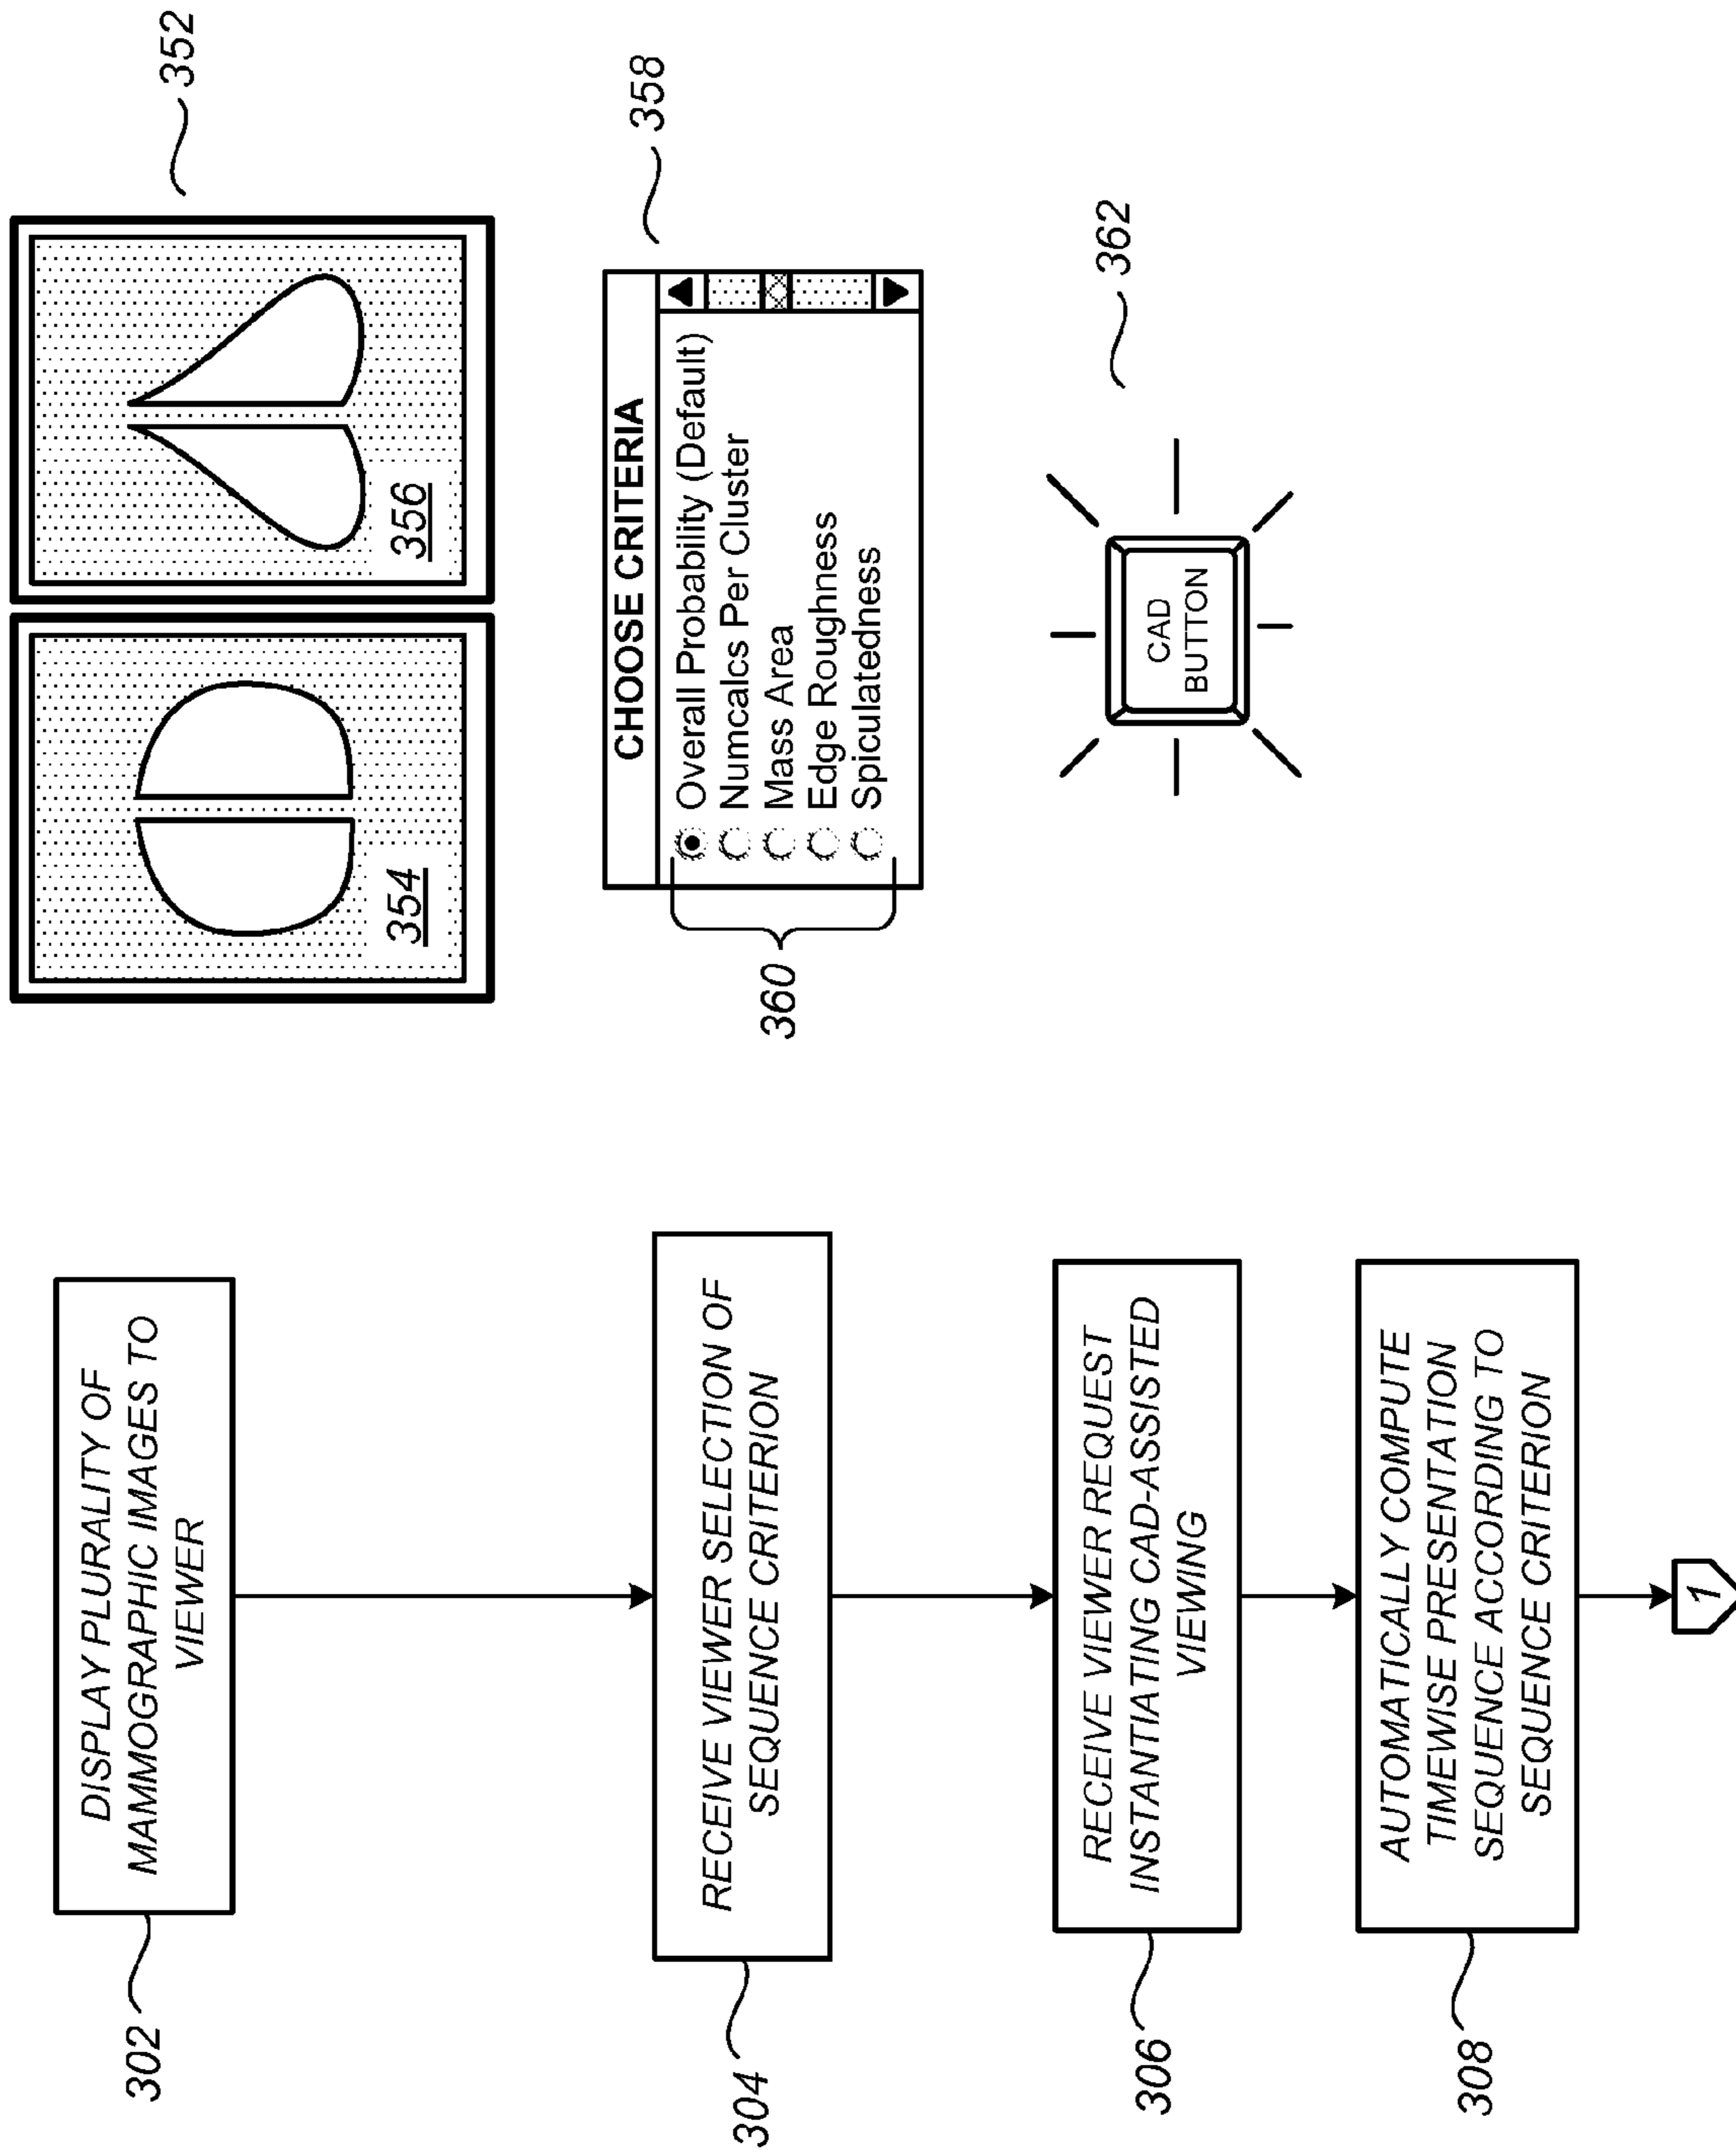 302
DISPLAY PLURALITY OF
MAMMOGRAPHIC IMAGES TO
VIEWER
304
RECEIVE VIEWER SELECTION OF
SEQUENCE CRITERION
306
RECEIVE VIEWER REQUEST
INSTANTIATING CAD-ASSISTED
VIEWING
308
AUTOMATICALLY COMPUTE
TIMEWISE PRESENTATION
SEQUENCE ACCORDING TO
SEQUENCE CRITERION
1
352
354
356
358
CHOOSE CRITERIA
Overall Probability (Default)
Numcalcs Per Cluster
Mass Area
Edge Roughness
Spiculatedness
360
362
CAD
BUTTON